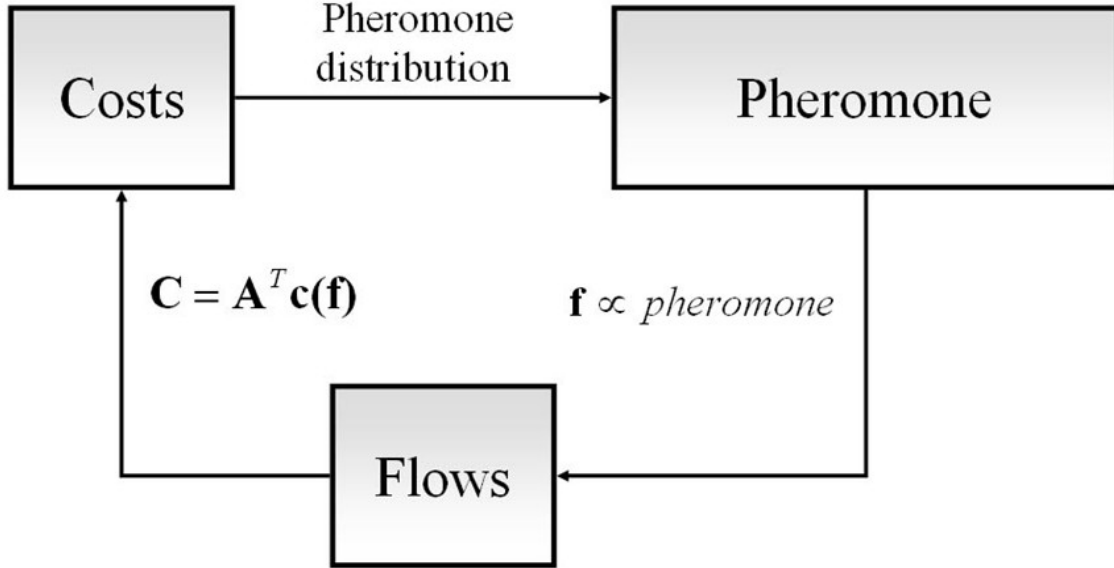 Pheromone
distribution
Costs
Pheromone
C = A^T c(f)
f ∝ pheromone
Flows